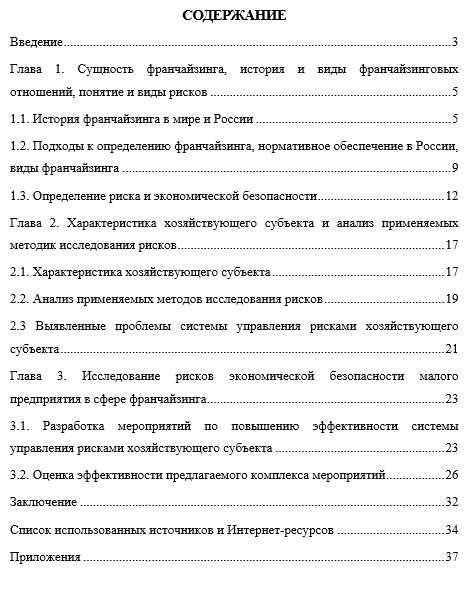 СОДЕРЖАНИЕ
Введение 3
Глава 1. Сущность франчайзинга, история и виды франчайзинговых
отношений, понятие и виды рисков 5
1.1. История франчайзинга в мире и России 5
1.2. Подходы к определению франчайзинга, нормативное обеспечение в России,
виды франчайзинга 9
1.3. Определение риска и экономической безопасности 12
Глава 2. Характеристика хозяйствующего субъекта и анализ применяемых
методик исследования рисков 17
2.1. Характеристика хозяйствующего субъекта 17
2.2. Анализ применяемых методов исследования рисков 19
2.3 Выявленные проблемы системы управления рисками хозяйствующего
субъекта 21
Глава 3. Исследование рисков экономической безопасности малого
предприятия в сфере франчайзинга 23
3.1. Разработка мероприятий по повышению эффективности системы
управления рисками хозяйствующего субъекта 23
3.2. Оценка эффективности предлагаемого комплекса мероприятий 26
Заключение 32
Список использованных источников и Интернет-ресурсов 34
Приложения 37